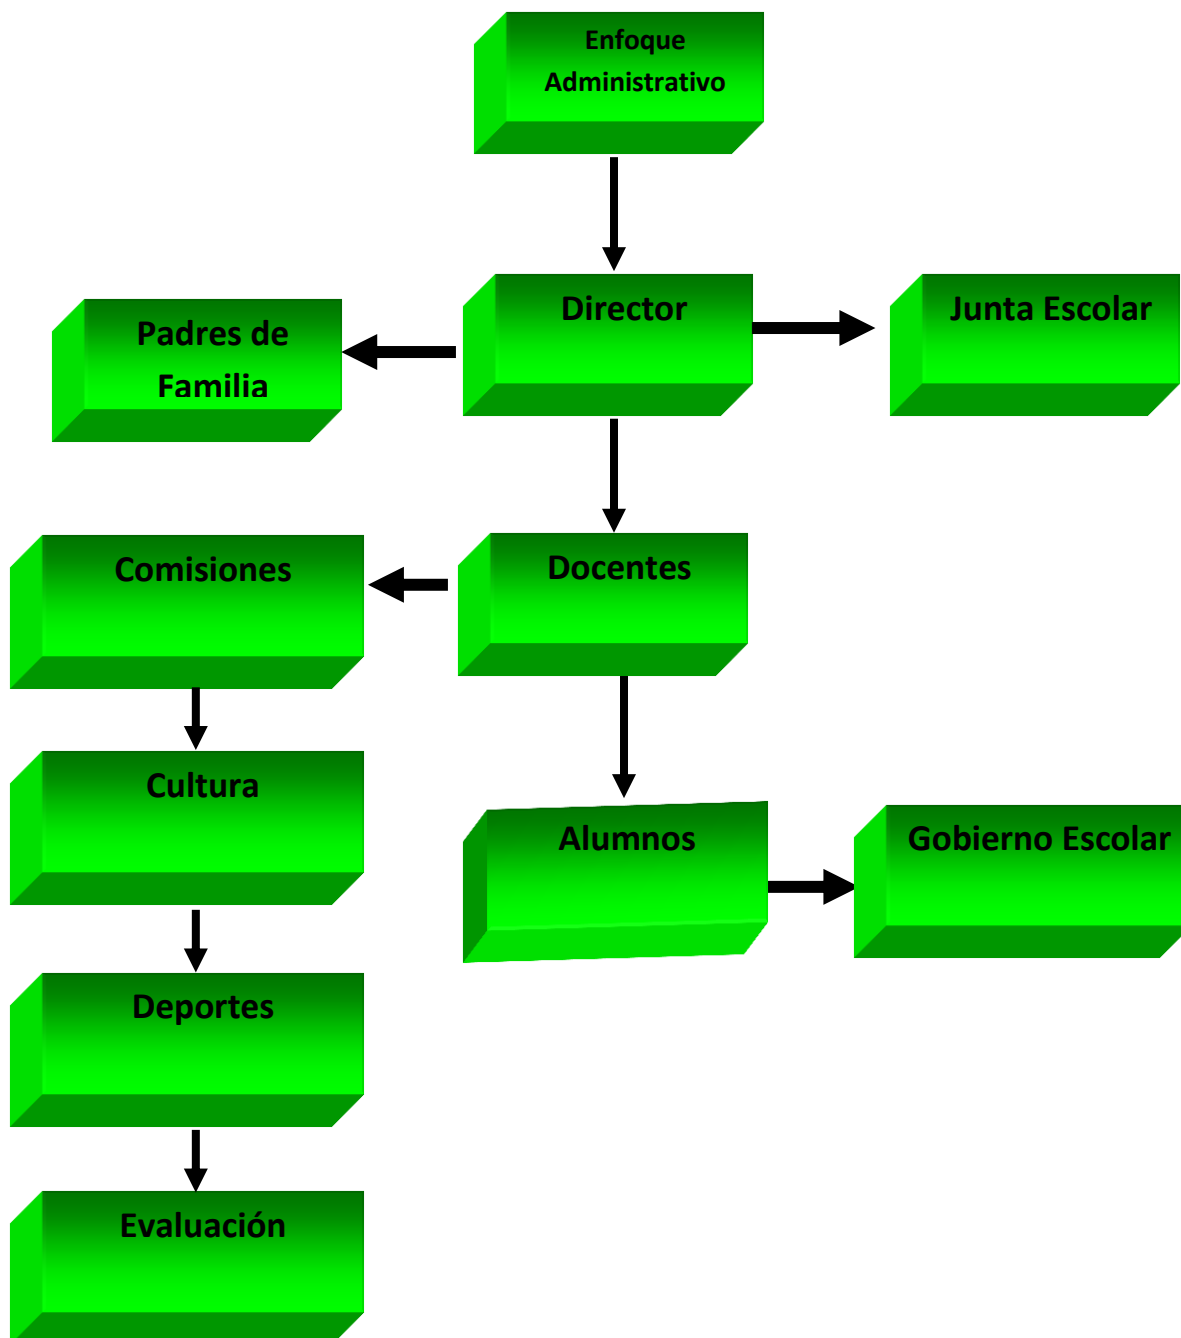 Enfoque
Administrativo
Director
Junta Escolar
Padres de
Familia
Comisiones
Docentes
Cultura
Alumnos
Gobierno Escolar
Deportes
Evaluación